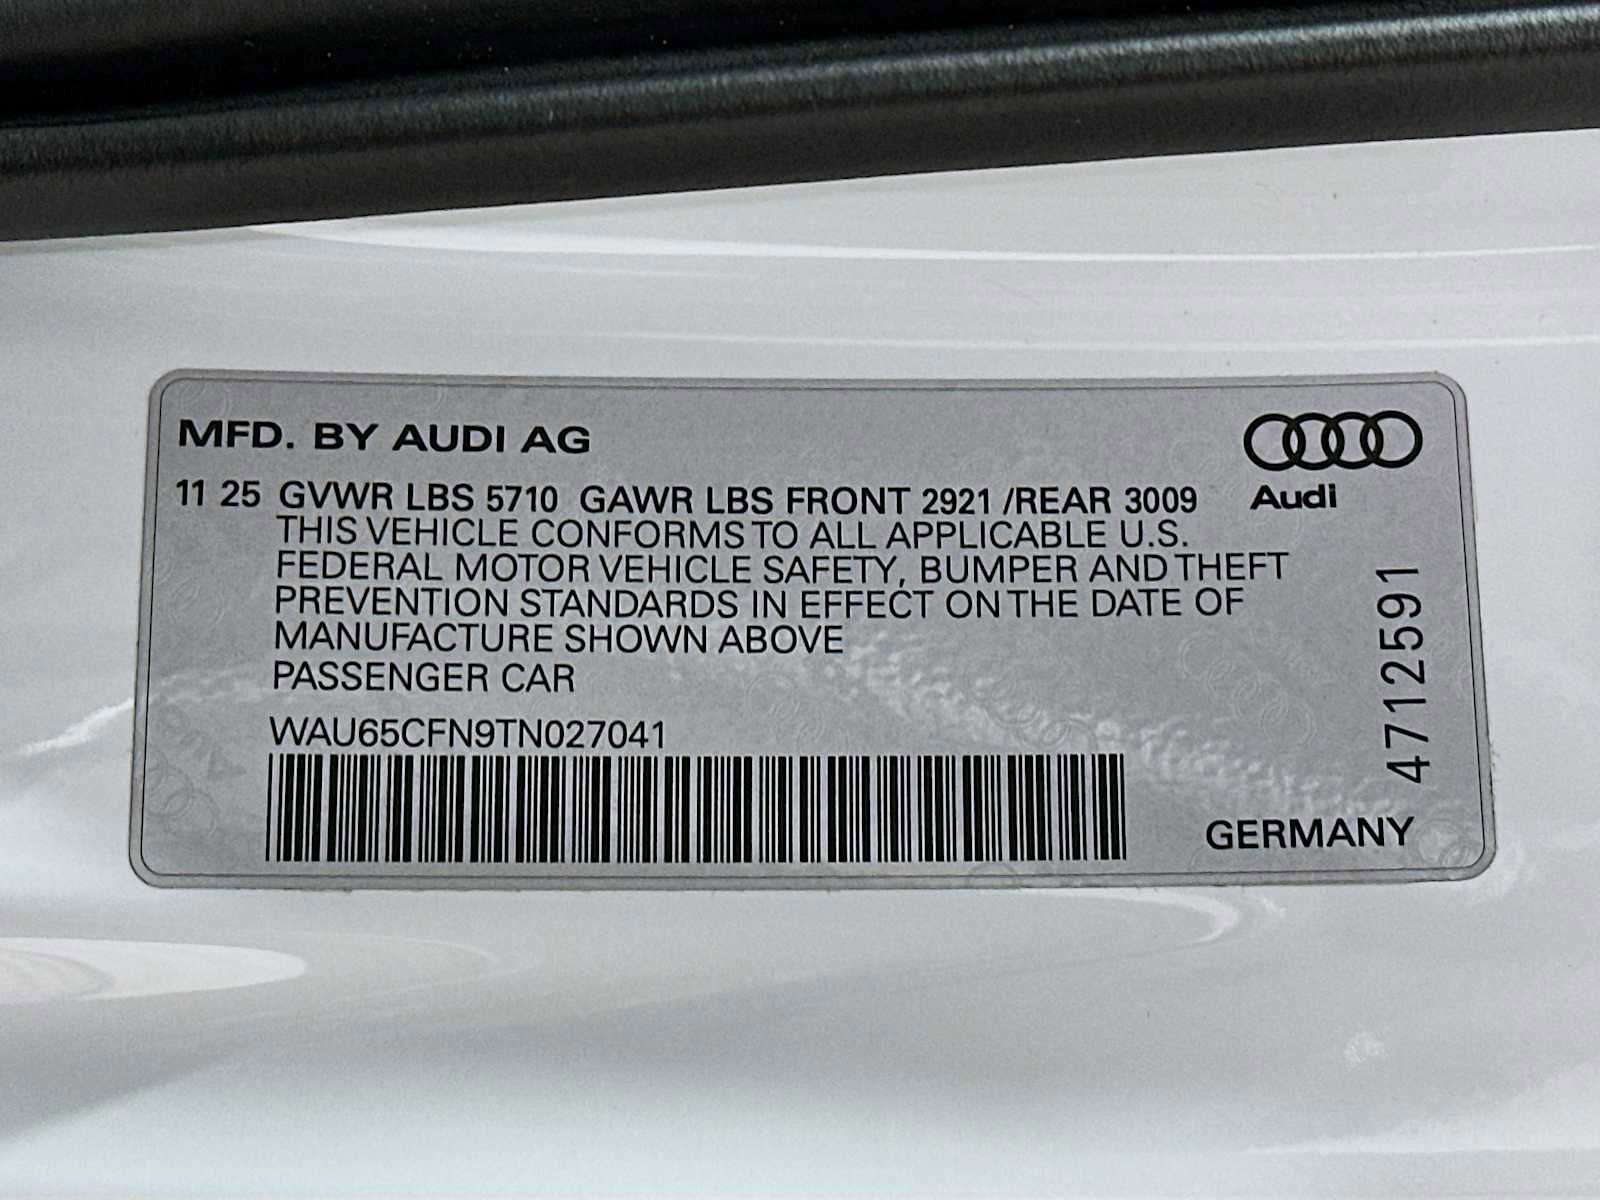 MFD. BY AUDI AG
Audi
11 25 GVWR LBS 5710 GAWR LBS FRONT 2921 /REAR 3009
THIS VEHICLE CONFORMS TO ALL APPLICABLE U.S.
FEDERAL MOTOR VEHICLE SAFETY, BUMPER AND THEFT
PREVENTION STANDARDS IN EFFECT ON THE DATE OF
MANUFACTURE SHOWN ABOVE
PASSENGER CAR
WAU65CFN9TN027041
4712591
GERMANY